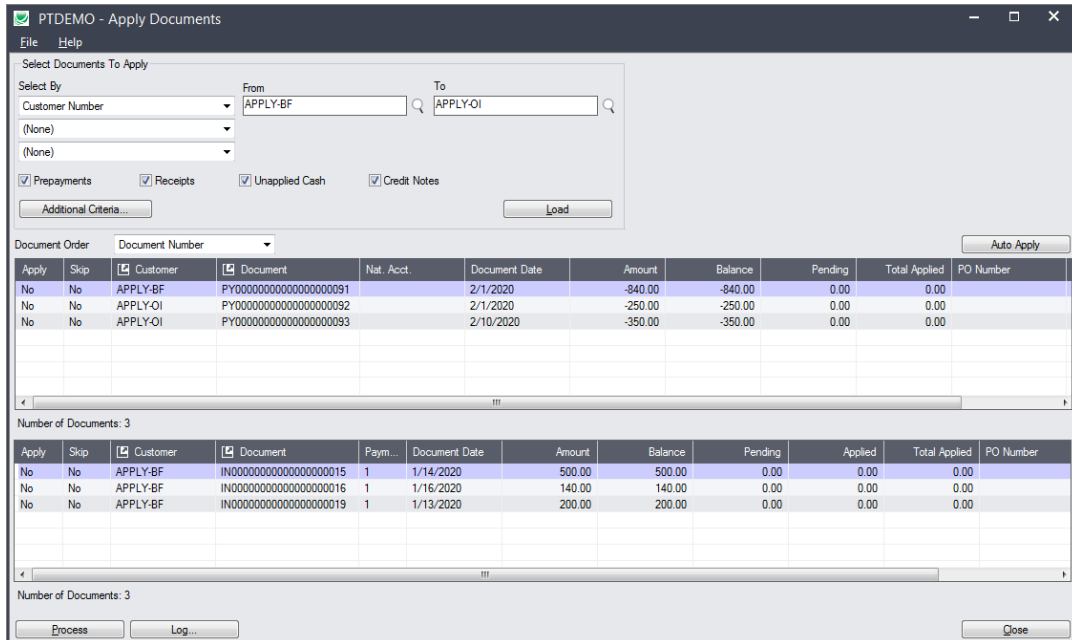 PTDEMO - Apply Documents
File Help
Select Documents To Apply
Select By From To
Customer Number APPLY-BF APPLY-OI
(None)
(None)
Prepayments Receipts Unapplied Cash Credit Notes
Additional Criteria... Load
Document Order Document Number Auto Apply
Apply Skip Customer Document Nat. Acct. Document Date Amount Balance Pending Total Applied PO Number
No No APPLY-BF PY00000000000000000091 2/1/2020 -840.00 -840.00 0.00 0.00
No No APPLY-OI PY00000000000000000092 2/1/2020 -250.00 -250.00 0.00 0.00
No No APPLY-OI PY00000000000000000093 2/10/2020 -350.00 -350.00 0.00 0.00
Number of Documents: 3
Apply Skip Customer Document Paym... Document Date Amount Balance Pending Applied Total Applied PO Number
No No APPLY-BF IN00000000000000000015 1 1/14/2020 500.00 500.00 0.00 0.00 0.00
No No APPLY-BF IN00000000000000000016 1 1/16/2020 140.00 140.00 0.00 0.00 0.00
No No APPLY-BF IN00000000000000000019 1 1/13/2020 200.00 200.00 0.00 0.00 0.00
Number of Documents: 3
Process Log... Close